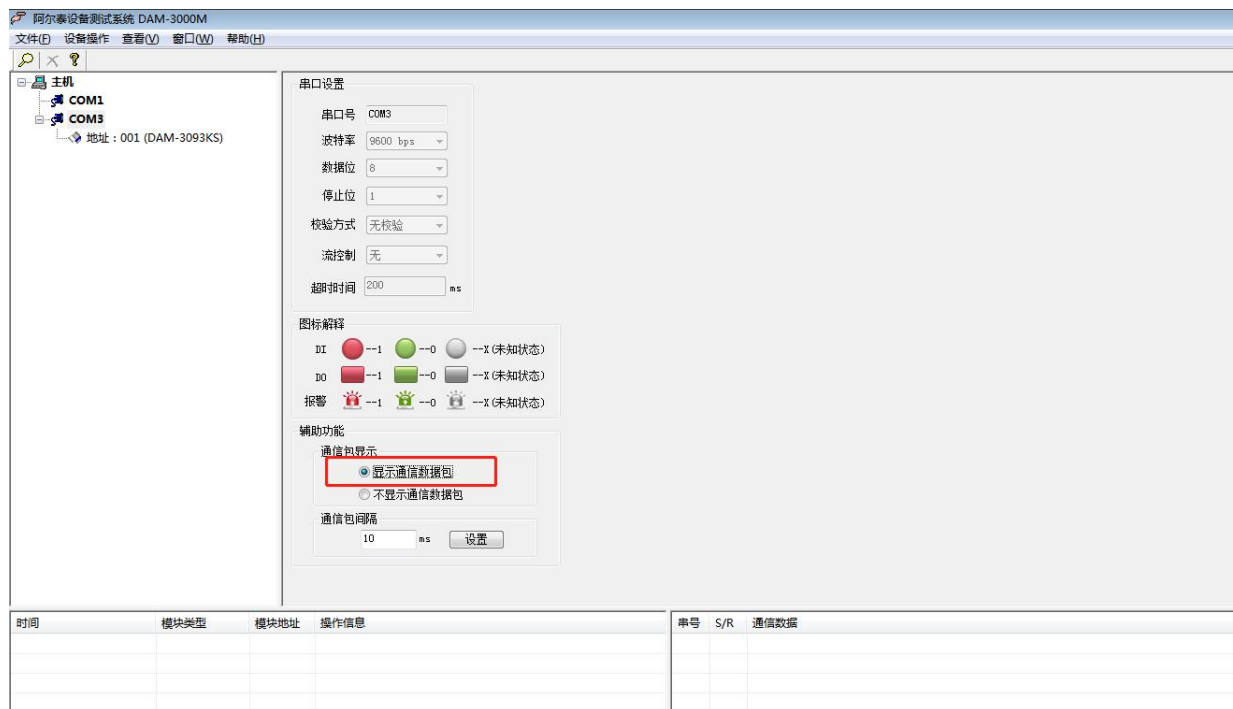 阿尔泰设备测试系统 DAM-3000M
文件(F) 设备操作 查看(V) 窗口(W) 帮助(H)
主机
COM1
COM3
地址：001 (DAM-3093KS)
串口设置
串口号 COM3
波特率 9600 bps
数据位 8
停止位 1
校验方式 无校验
流控制 无
超时时间 200 ms
图标解释
DI --1 --0 --X(未知状态)
DO --1 --0 --X(未知状态)
报警 --1 --0 --X(未知状态)
辅助功能
通信包显示
显示通信数据包
不显示通信数据包
通信包间隔
10 ms 设置
时间 模块类型 模块地址 操作信息 串号 S/R 通信数据